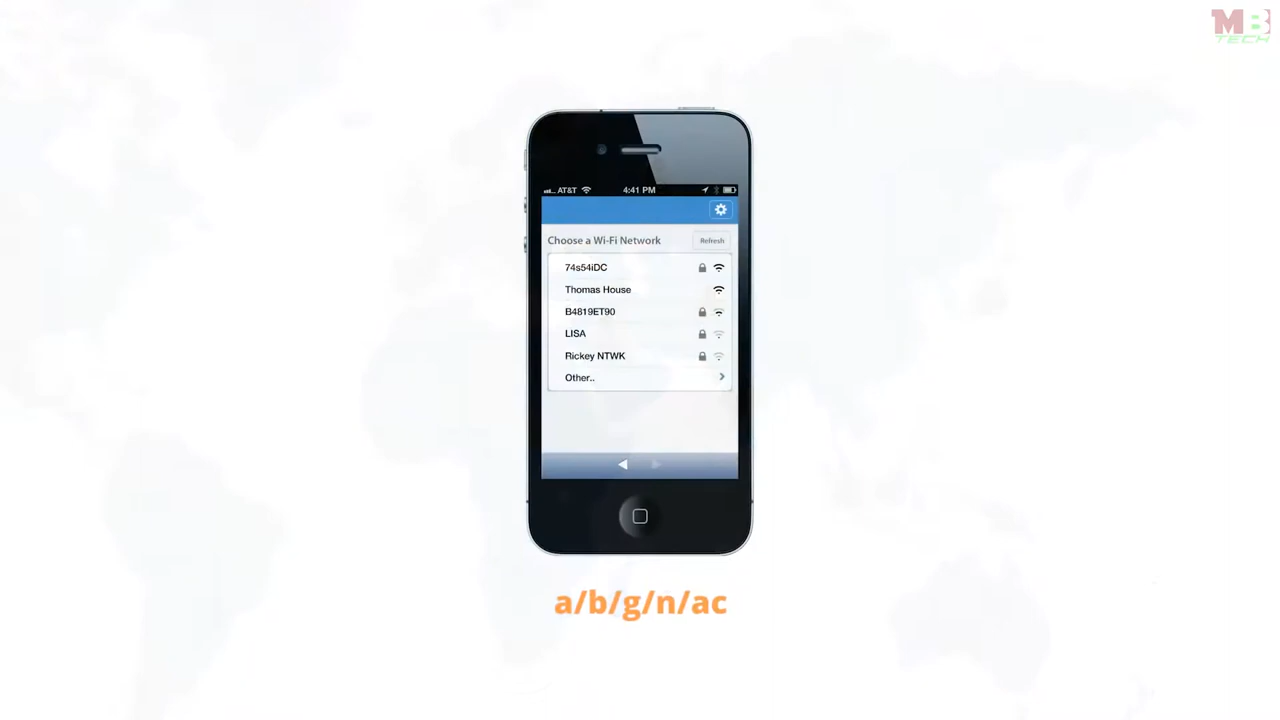 MB
TECH
AT&T 4:41 PM
Choose a Wi-Fi Network Refresh
74s54iDC
Thomas House
B4819ET90
LISA
Rickey NTWK
Other..
a/b/g/n/ac